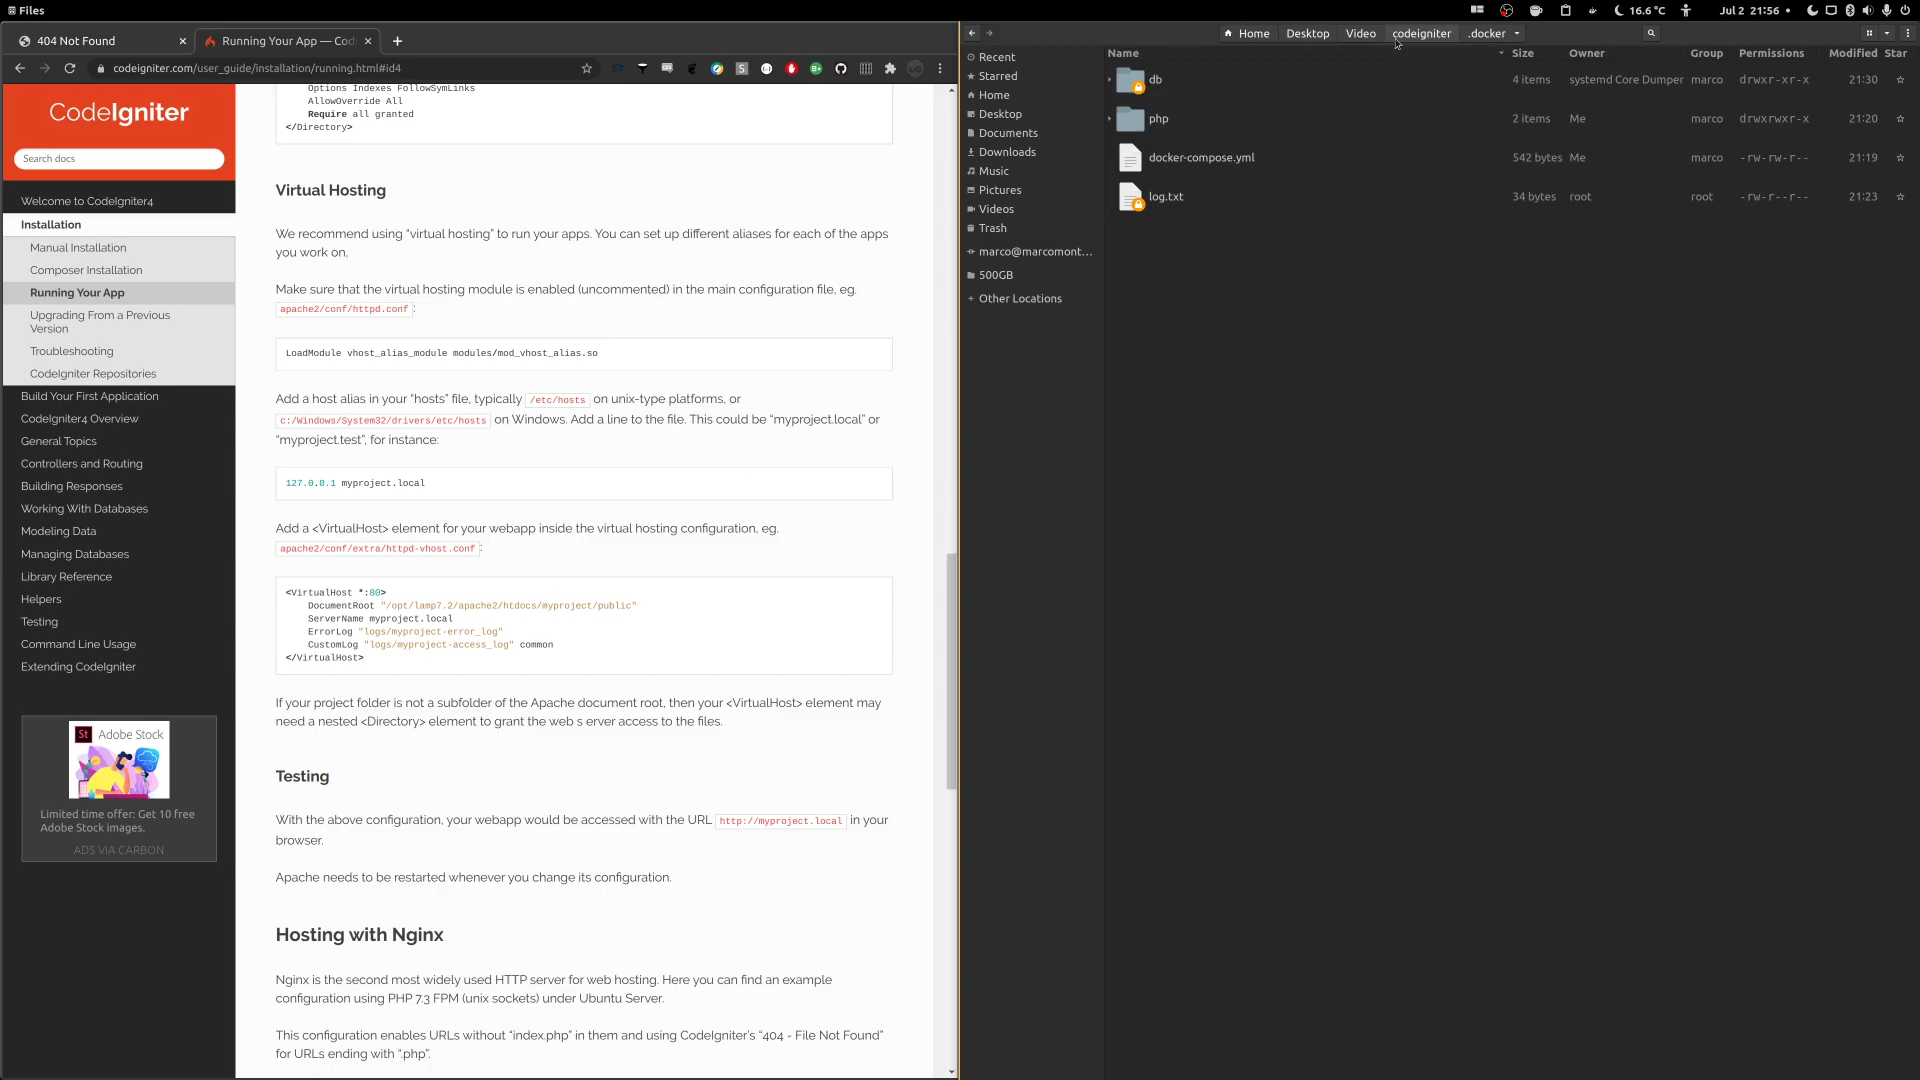 Files
16.6 °C
Jul 2 21:56
404 Not Found
Running Your App — Cod
codeigniter.com/user_guide/installation/running.html#id4
CodeIgniter
Search docs
Welcome to CodeIgniter4
Installation
Manual Installation
Composer Installation
Running Your App
Upgrading From a Previous
Version
Troubleshooting
CodeIgniter Repositories
Build Your First Application
CodeIgniter4 Overview
General Topics
Controllers and Routing
Building Responses
Working With Databases
Modeling Data
Managing Databases
Library Reference
Helpers
Testing
Command Line Usage
Extending CodeIgniter
St Adobe Stock
Limited time offer: Get 10 free
Adobe Stock images.
ADS VIA CARBON
Options Indexes FollowSymLinks
AllowOverride All
Require all granted
</Directory>
Virtual Hosting
We recommend using “virtual hosting” to run your apps. You can set up different aliases for each of the apps
you work on,
Make sure that the virtual hosting module is enabled (uncommented) in the main configuration file, eg.
apache2/conf/httpd.conf :
LoadModule vhost_alias_module modules/mod_vhost_alias.so
Add a host alias in your “hosts” file, typically /etc/hosts on unix-type platforms, or
c:/Windows/System32/drivers/etc/hosts on Windows. Add a line to the file. This could be “myproject.local” or
“myproject.test”, for instance:
127.0.0.1 myproject.local
Add a <VirtualHost> element for your webapp inside the virtual hosting configuration, eg.
apache2/conf/extra/httpd-vhost.conf :
<VirtualHost *:80>
DocumentRoot "/opt/lamp7.2/apache2/htdocs/myproject/public"
ServerName myproject.local
ErrorLog "logs/myproject-error_log"
CustomLog "logs/myproject-access_log" common
</VirtualHost>
If your project folder is not a subfolder of the Apache document root, then your <VirtualHost> element may
need a nested <Directory> element to grant the web s erver access to the files.
Testing
With the above configuration, your webapp would be accessed with the URL http://myproject.local in your
browser.
Apache needs to be restarted whenever you change its configuration.
Hosting with Nginx
Nginx is the second most widely used HTTP server for web hosting. Here you can find an example
configuration using PHP 7.3 FPM (unix sockets) under Ubuntu Server.
This configuration enables URLs without “index.php” in them and using CodeIgniter’s “404 - File Not Found”
for URLs ending with “.php”.
Home Desktop Video codeigniter .docker
Recent
Starred
Home
Desktop
Documents
Downloads
Music
Pictures
Videos
Trash
marco@marcomont...
500GB
Other Locations
Name Size Owner Group Permissions Modified Star
db 4 items systemd Core Dumper marco drwxr-xr-x 21:30
php 2 items Me marco drwxrwxr-x 21:20
docker-compose.yml 542 bytes Me marco -rw-rw-r-- 21:19
log.txt 34 bytes root root -rw-r--r-- 21:23